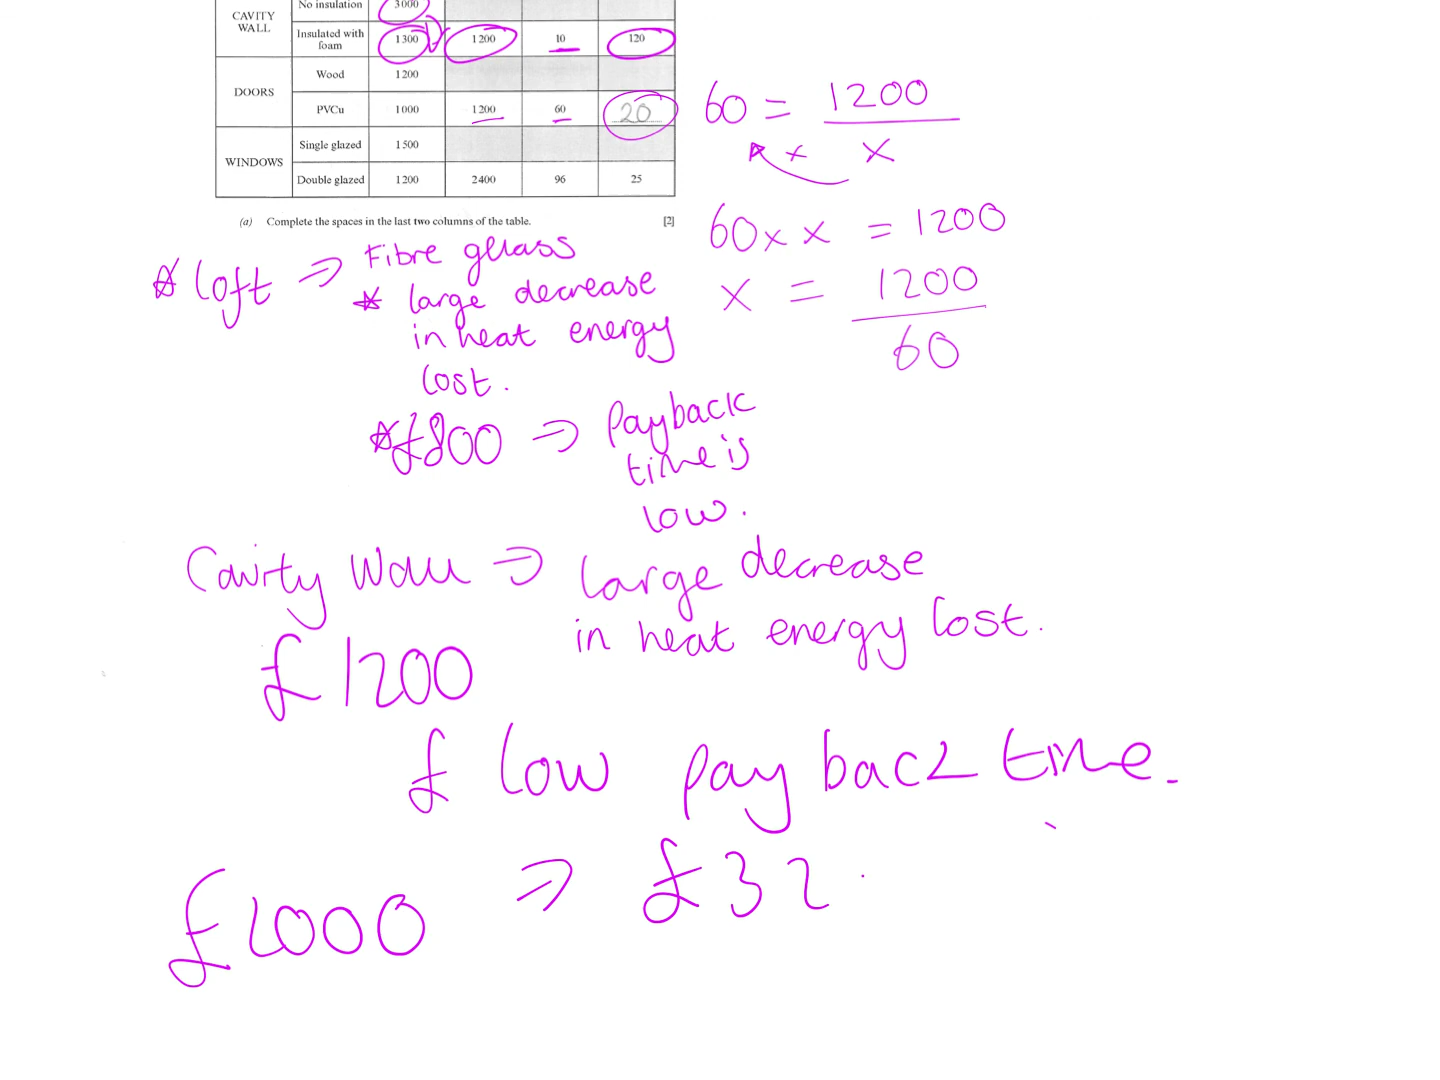 CAVITY WALL No insulation 3000
Insulated with foam 1300 1200 10 120
DOORS Wood 1200
PVCu 1000 1200 60 20
WINDOWS Single glazed 1500
Double glazed 1200 2400 96 25
(a) Complete the spaces in the last two columns of the table. [2]
60 = 1200 / x
x
60 x x = 1200
x = 1200 / 60
loft ⇒ Fibre glass
* large decrease
in heat energy
lost.
* £800 ⇒ Payback
time is
low.
Cavity Wall ⇒ large decrease
in heat energy lost.
£1200
£ low pay back time.
£2000 ⇒ £32